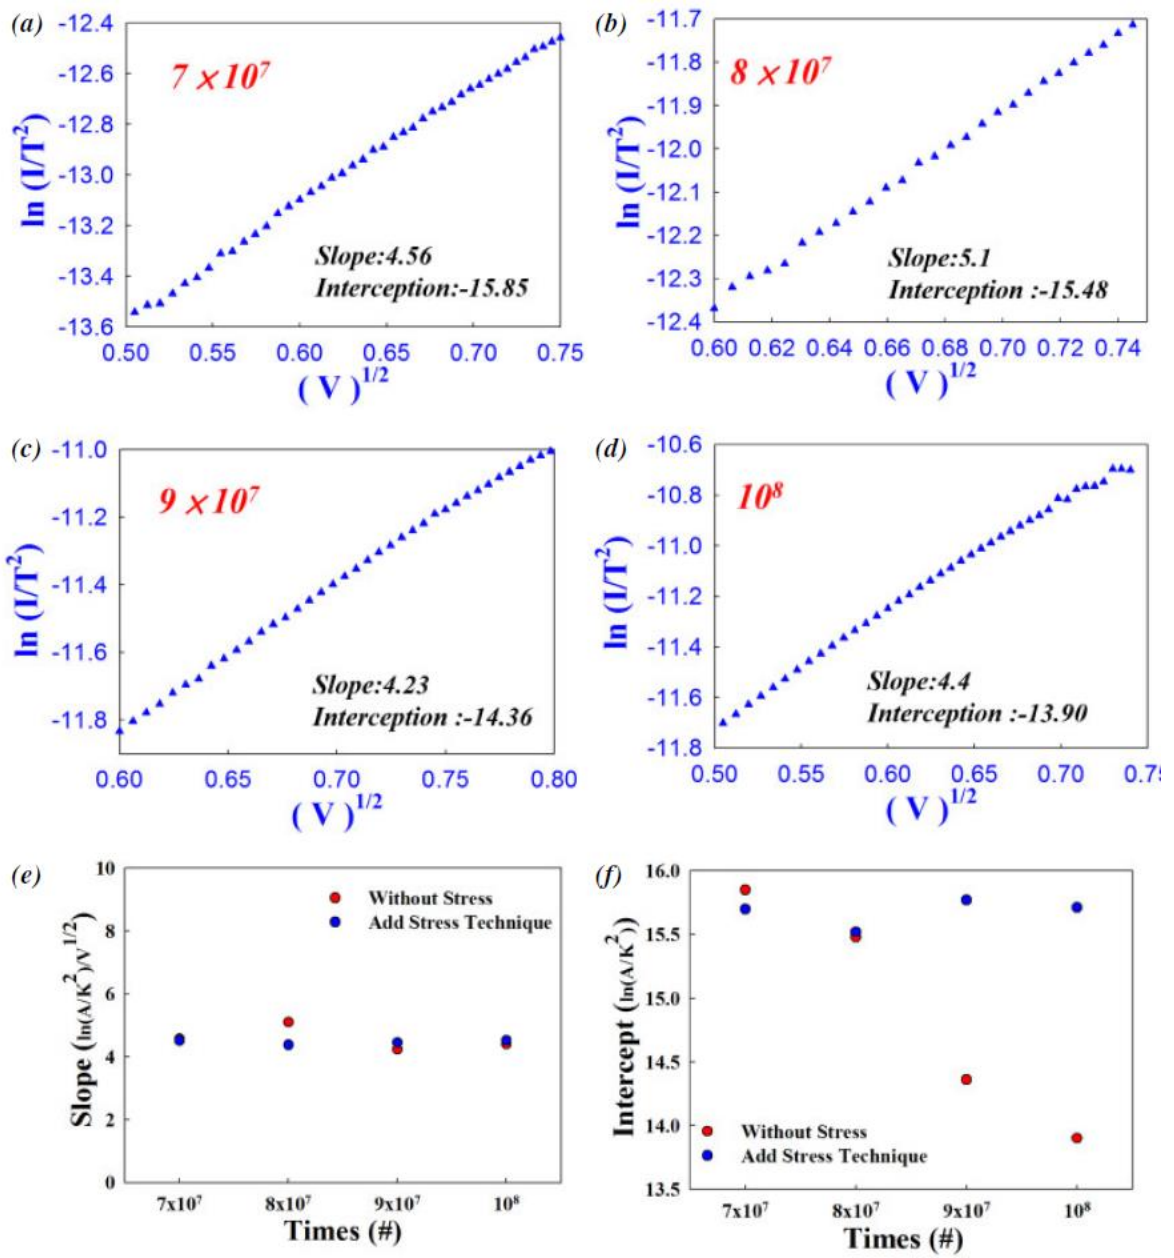 (a)
-12.4
-12.6
-12.8
-13.0
-13.2
-13.4
-13.6
ln (I/T²)
7 ×10⁷
Slope:4.56
Interception:-15.85
0.50 0.55 0.60 0.65 0.70 0.75
( V )¹/²
(b)
-11.7
-11.8
-11.9
-12.0
-12.1
-12.2
-12.3
-12.4
ln (I/T²)
8 ×10⁷
Slope:5.1
Interception :-15.48
0.60 0.62 0.64 0.66 0.68 0.70 0.72 0.74
( V )¹/²
(c)
-11.0
-11.2
-11.4
-11.6
-11.8
ln (I/T²)
9 ×10⁷
Slope:4.23
Interception :-14.36
0.60 0.65 0.70 0.75 0.80
( V )¹/²
(d)
-10.6
-10.8
-11.0
-11.2
-11.4
-11.6
-11.8
ln (I/T²)
10⁸
Slope:4.4
Interception :-13.90
0.50 0.55 0.60 0.65 0.70
( V )¹/²
(e)
10
8
6
4
2
0
Slope (ln(A/K²)/V¹/²)
Without Stress
Add Stress Technique
7x10⁷ 8x10⁷ 9x10⁷ 10⁸
Times (#)
(f)
16.0
15.5
15.0
14.5
14.0
13.5
Intercept (ln(A/K²))
Without Stress
Add Stress Technique
7x10⁷ 8x10⁷ 9x10⁷ 10⁸
Times (#)